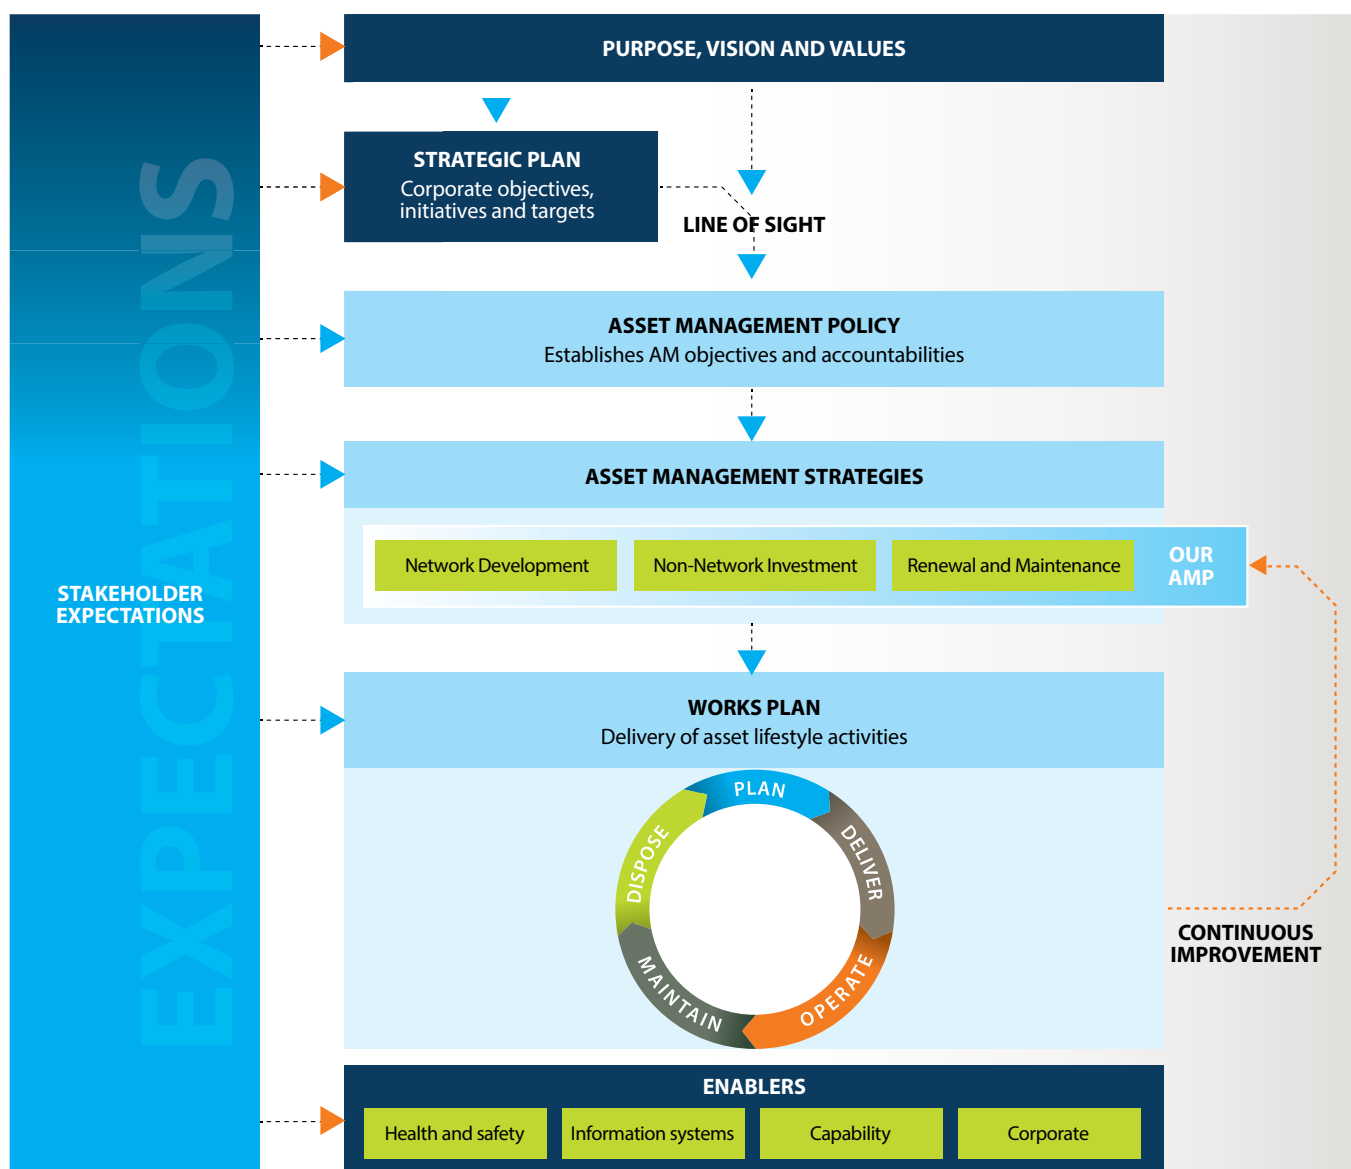 PURPOSE, VISION AND VALUES
STRATEGIC PLAN
Corporate objectives,
initiatives and targets
LINE OF SIGHT
ASSET MANAGEMENT POLICY
Establishes AM objectives and accountabilities
ASSET MANAGEMENT STRATEGIES
Network Development
Non-Network Investment
Renewal and Maintenance
OUR
AMP
EXPECTATIONS
STAKEHOLDER
EXPECTATIONS
WORKS PLAN
Delivery of asset lifestyle activities
PLAN
DELIVER
OPERATE
MAINTAIN
DISPOSE
CONTINUOUS
IMPROVEMENT
ENABLERS
Health and safety
Information systems
Capability
Corporate